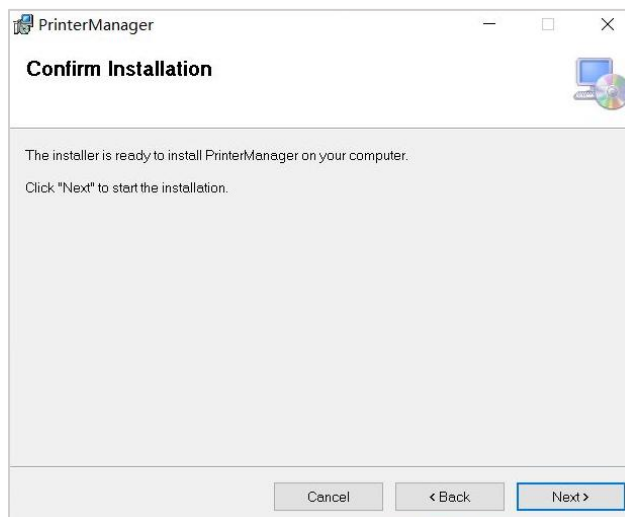 PrinterManager
Confirm Installation
The installer is ready to install PrinterManager on your computer.
Click "Next" to start the installation.
Cancel
< Back
Next >